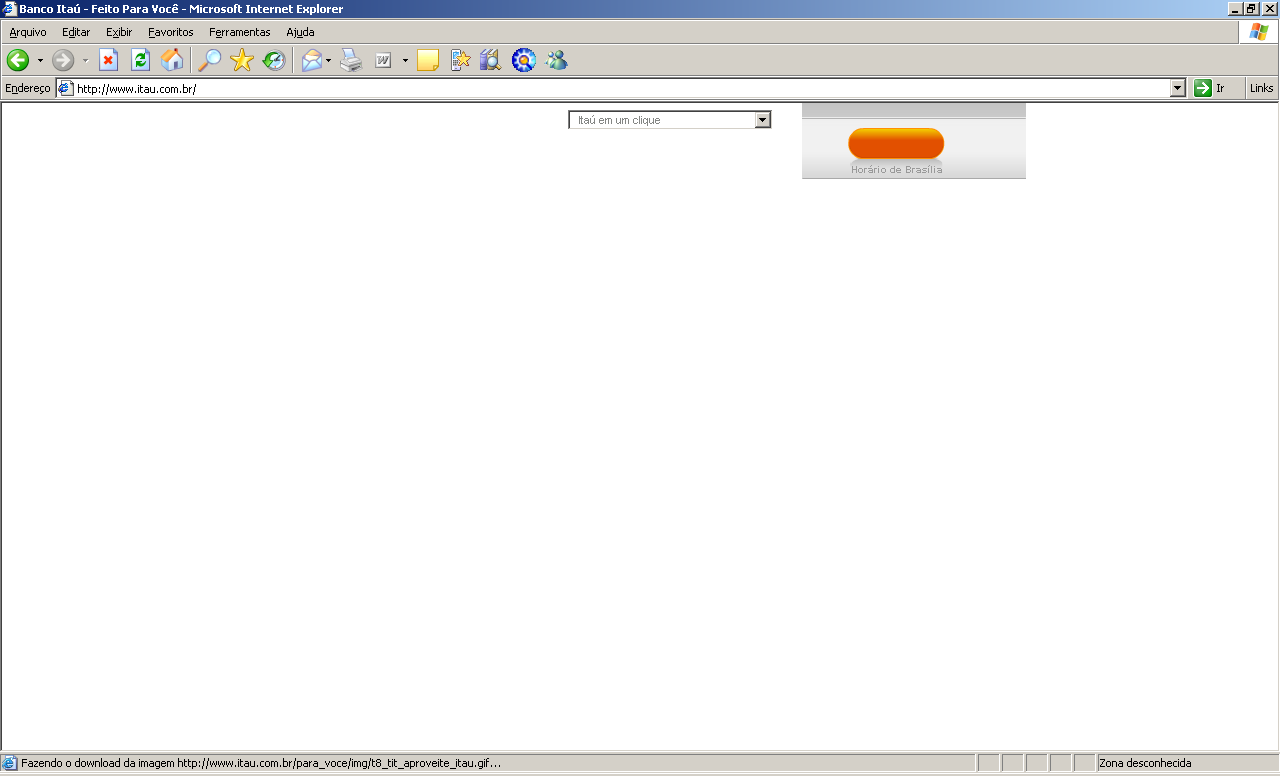 Banco Itaú - Feito Para Você - Microsoft Internet Explorer
Arquivo Editar Exibir Favoritos Ferramentas Ajuda
Endereço http://www.itau.com.br/ Ir Links
Itaú em um clique
Horário de Brasília
Fazendo o download da imagem http://www.itau.com.br/para_voce/img/t8_tit_aproveite_itau.gif... Zona desconhecida